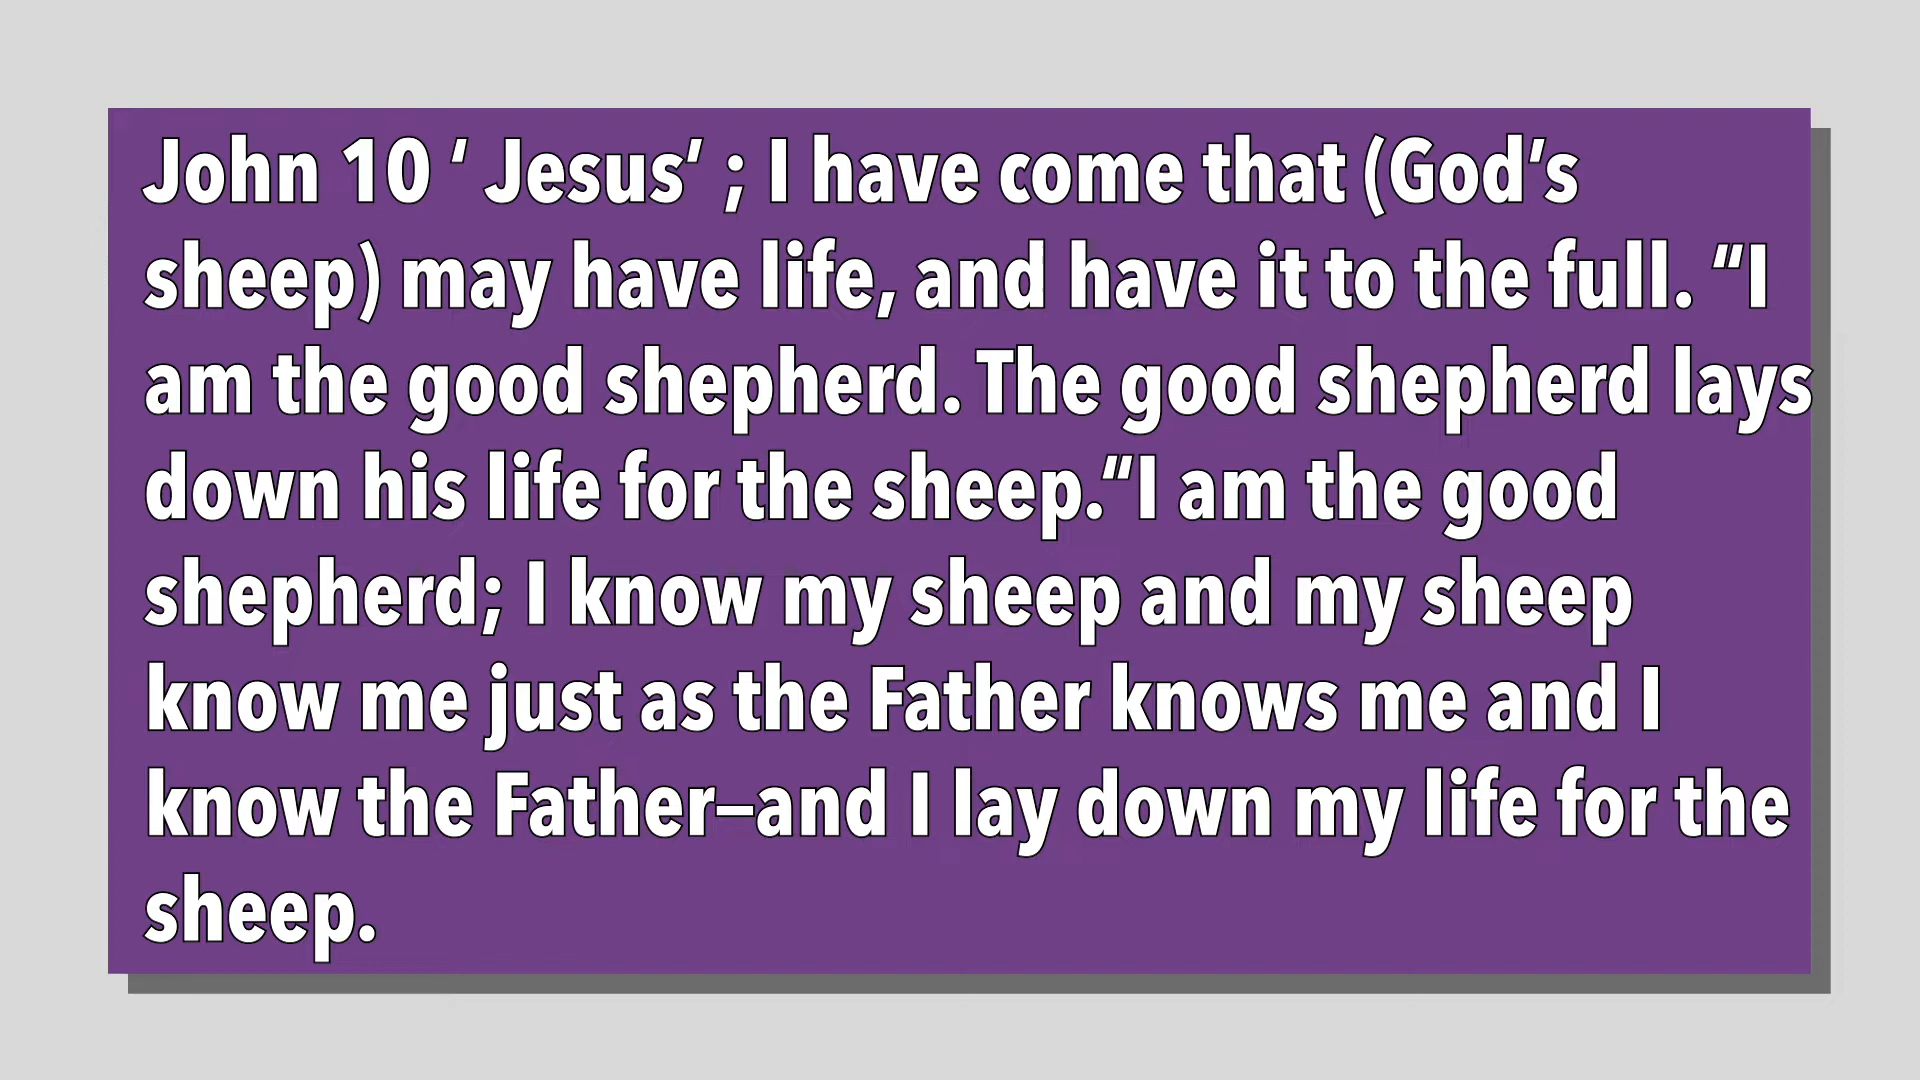 John 10 ‘ Jesus’ ; I have come that (God’s
sheep) may have life, and have it to the full. “I
am the good shepherd. The good shepherd lays
down his life for the sheep.“I am the good
shepherd; I know my sheep and my sheep
know me just as the Father knows me and I
know the Father—and I lay down my life for the
sheep.